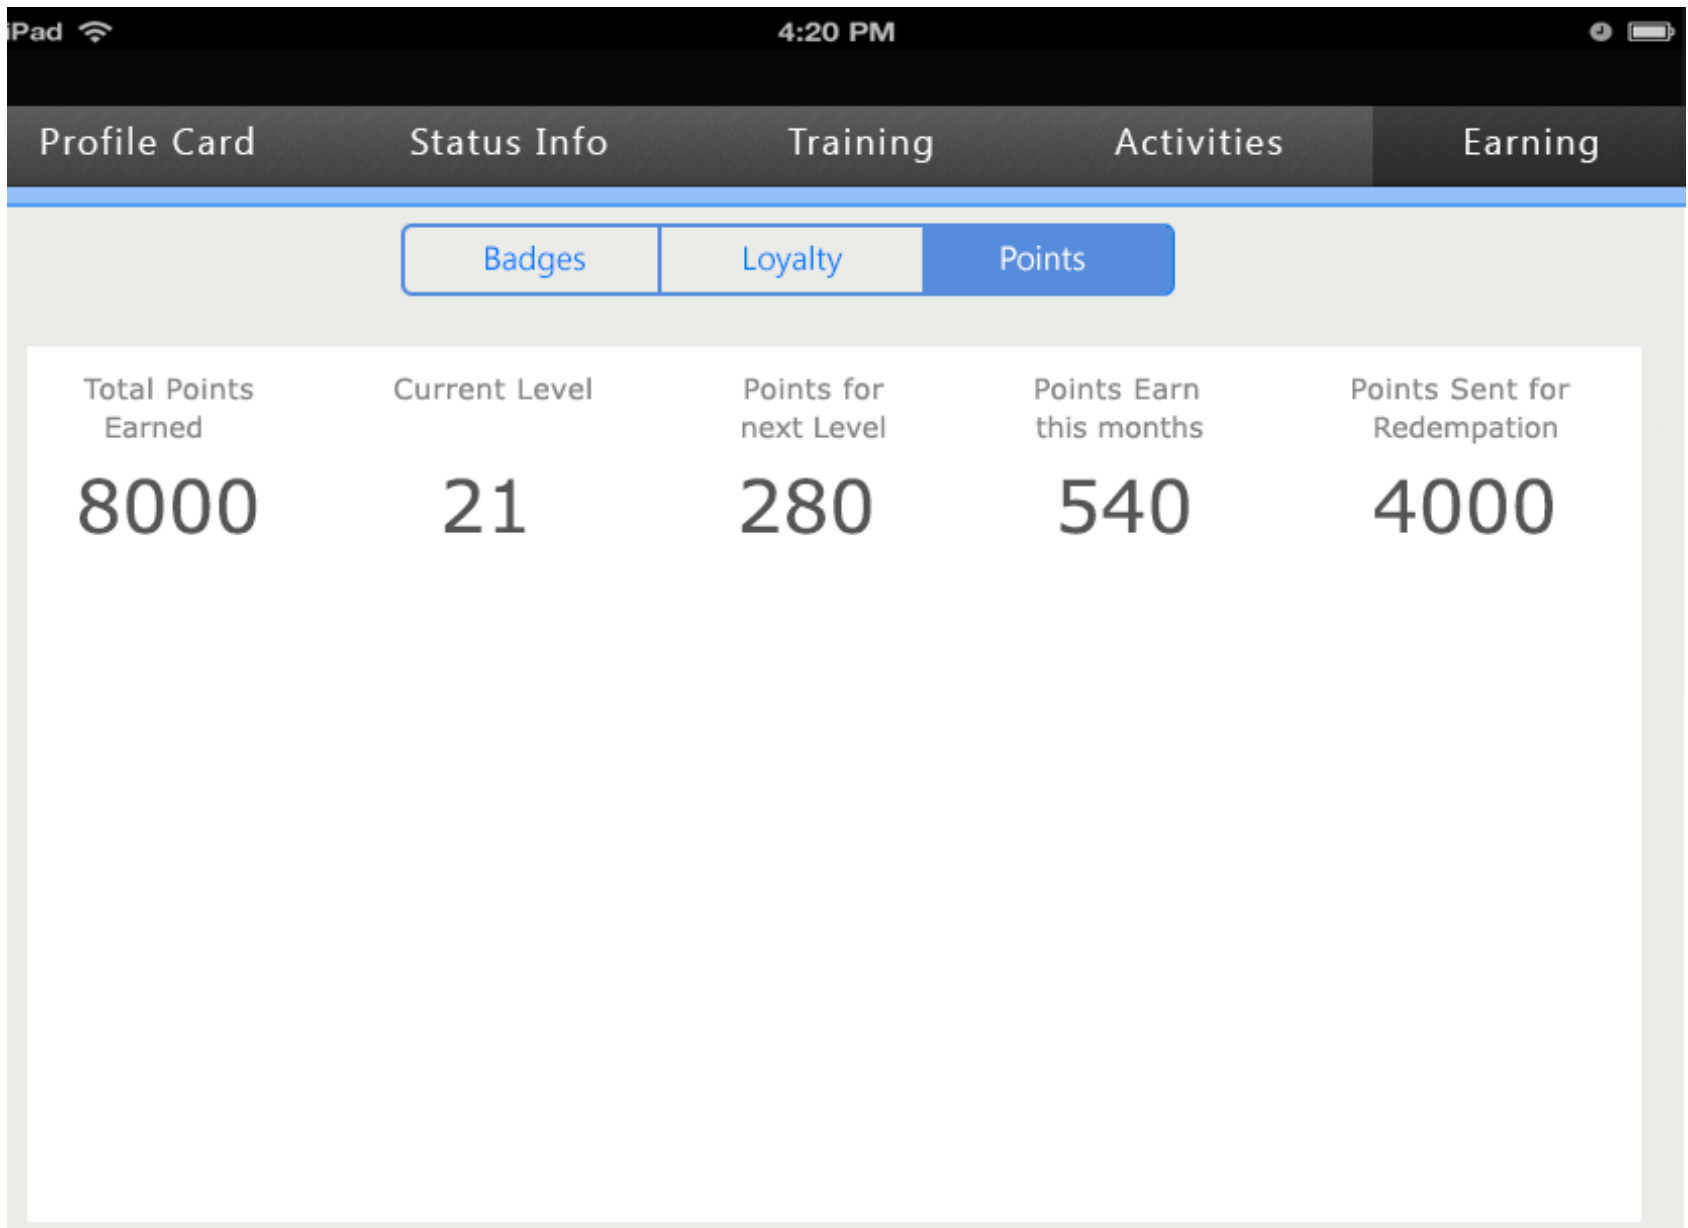 iPad 4:20 PM
Profile Card Status Info Training Activities Earning
Badges Loyalty Points
Total Points Earned
Current Level
Points for next Level
Points Earn this months
Points Sent for Redempation
8000 21 280 540 4000